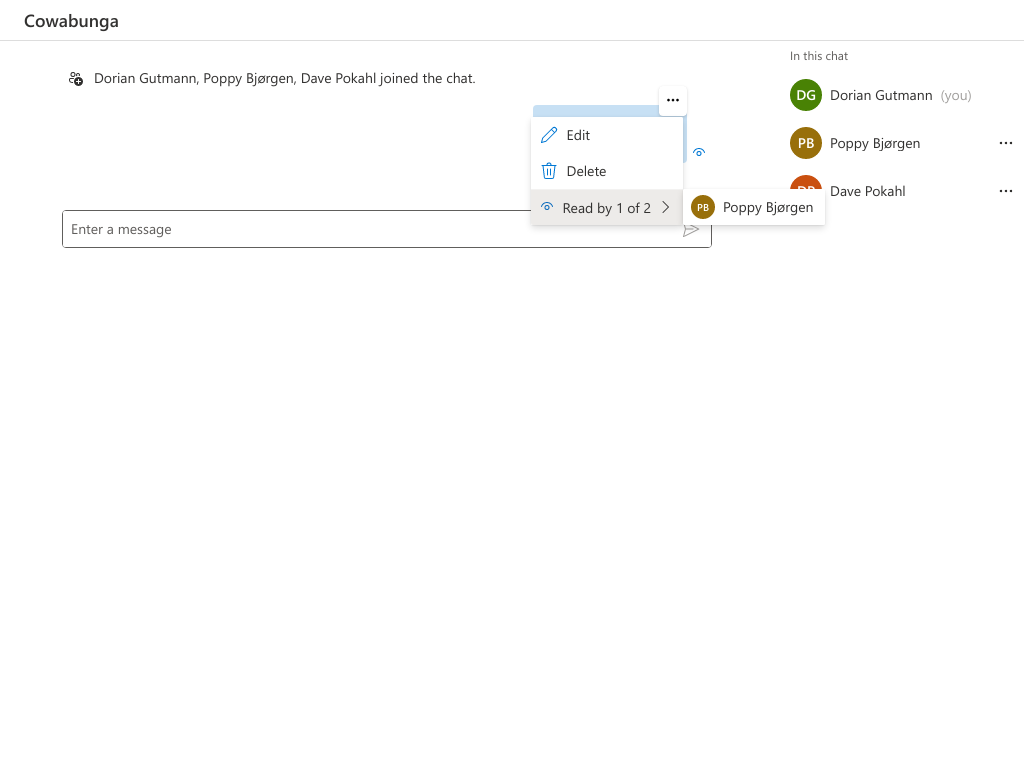 Cowabunga
Dorian Gutmann, Poppy Bjørgen, Dave Pokahl joined the chat.
Edit
Delete
Read by 1 of 2
PB Poppy Bjørgen
Enter a message
In this chat
DG Dorian Gutmann (you)
PB Poppy Bjørgen
Dave Pokahl